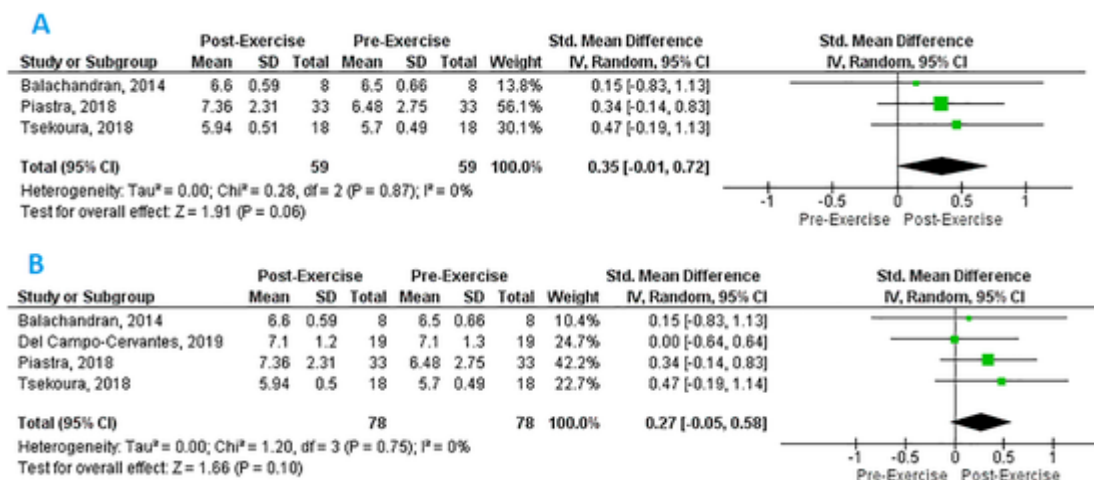 A
Post-Exercise Pre-Exercise Std. Mean Difference Std. Mean Difference
Study or Subgroup Mean SD Total Mean SD Total Weight IV, Random, 95% CI IV, Random, 95% CI
Balachandran, 2014 6.6 0.59 8 6.5 0.66 8 13.8% 0.15 [-0.83, 1.13]
Piastra, 2018 7.36 2.31 33 6.48 2.75 33 56.1% 0.34 [-0.14, 0.83]
Tsekoura, 2018 5.94 0.51 18 5.7 0.49 18 30.1% 0.47 [-0.19, 1.13]
Total (95% CI) 59 59 100.0% 0.35 [-0.01, 0.72]
Heterogeneity: Tau² = 0.00; Chi² = 0.28, df = 2 (P = 0.87); I² = 0%
Test for overall effect: Z = 1.91 (P = 0.06)
-1 -0.5 0 0.5 1
Pre-Exercise Post-Exercise
B
Post-Exercise Pre-Exercise Std. Mean Difference Std. Mean Difference
Study or Subgroup Mean SD Total Mean SD Total Weight IV, Random, 95% CI IV, Random, 95% CI
Balachandran, 2014 6.6 0.59 8 6.5 0.66 8 10.4% 0.15 [-0.83, 1.13]
Del Campo-Cervantes, 2019 7.1 1.2 19 7.1 1.3 19 24.7% 0.00 [-0.64, 0.64]
Piastra, 2018 7.36 2.31 33 6.48 2.75 33 42.2% 0.34 [-0.14, 0.83]
Tsekoura, 2018 5.94 0.5 18 5.7 0.49 18 22.7% 0.47 [-0.19, 1.14]
Total (95% CI) 78 78 100.0% 0.27 [-0.05, 0.58]
Heterogeneity: Tau² = 0.00; Chi² = 1.20, df = 3 (P = 0.75); I² = 0%
Test for overall effect: Z = 1.66 (P = 0.10)
-1 -0.5 0 0.5 1
Pre-Exercise Post-Exercise